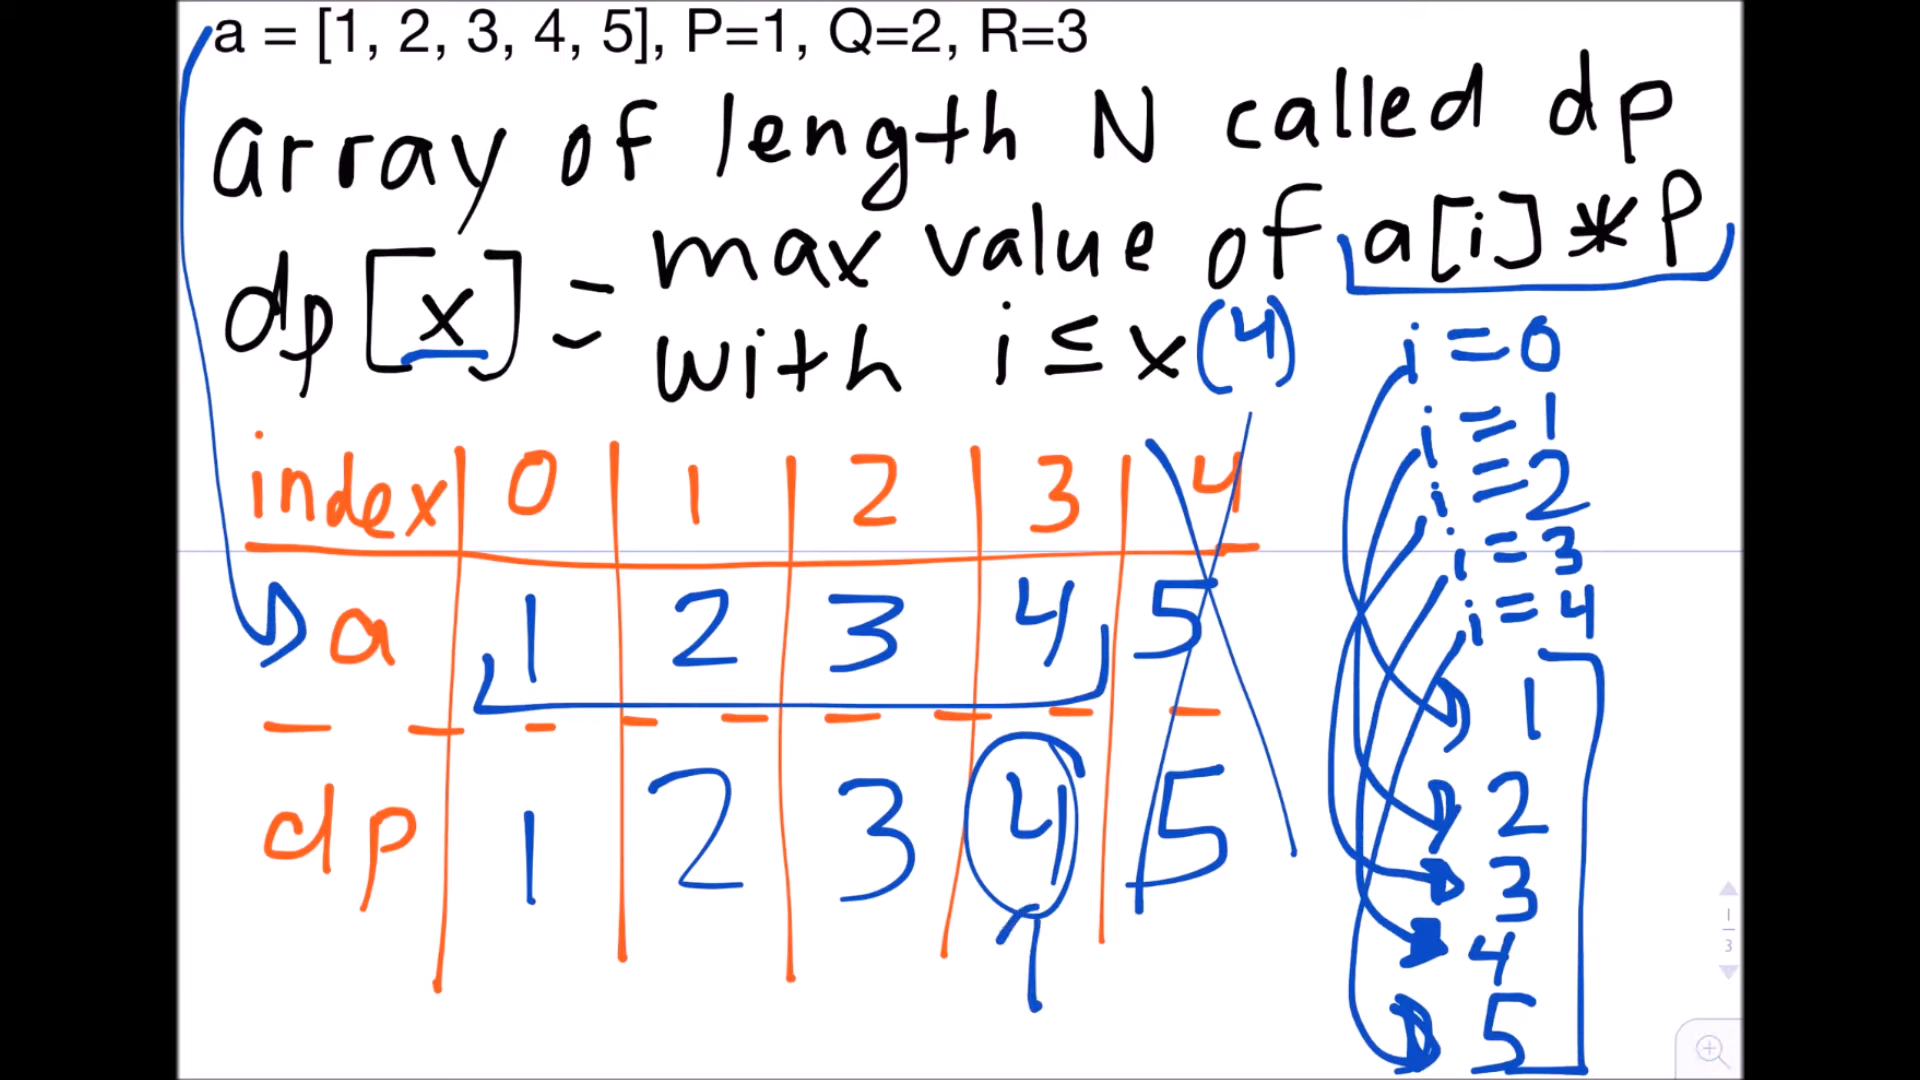 a = [1, 2, 3, 4, 5], P=1, Q=2, R=3
array of length N called dp
dp[x] = max value of a[i] * P
with i ≤ x (4)
i = 0
i = 1
i = 2
i = 3
i = 4
index 0 1 2 3 4
a 1 2 3 4 5
dp 1 2 3 4 5
1
2
3
4
5
1
3